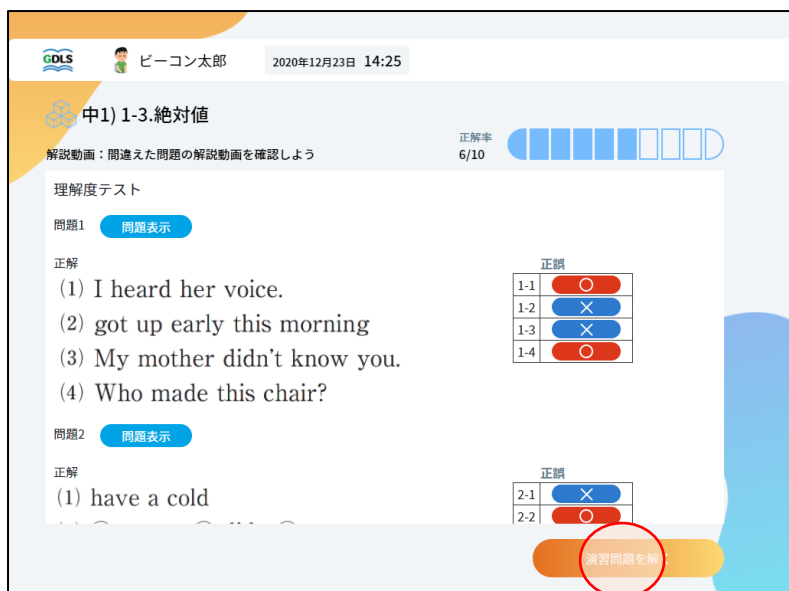 GDLS
ビーコン太郎
2020年12月23日 14:25
中1) 1-3.絶対値
解説動画：間違えた問題の解説動画を確認しよう
正解率
6/10
理解度テスト
問題1 問題表示
正解
(1) I heard her voice.
(2) got up early this morning
(3) My mother didn't know you.
(4) Who made this chair?
正誤
1-1 ○
1-2 ×
1-3 ×
1-4 ○
問題2 問題表示
正解
(1) have a cold
正誤
2-1 ×
2-2 ○
演習問題を解く